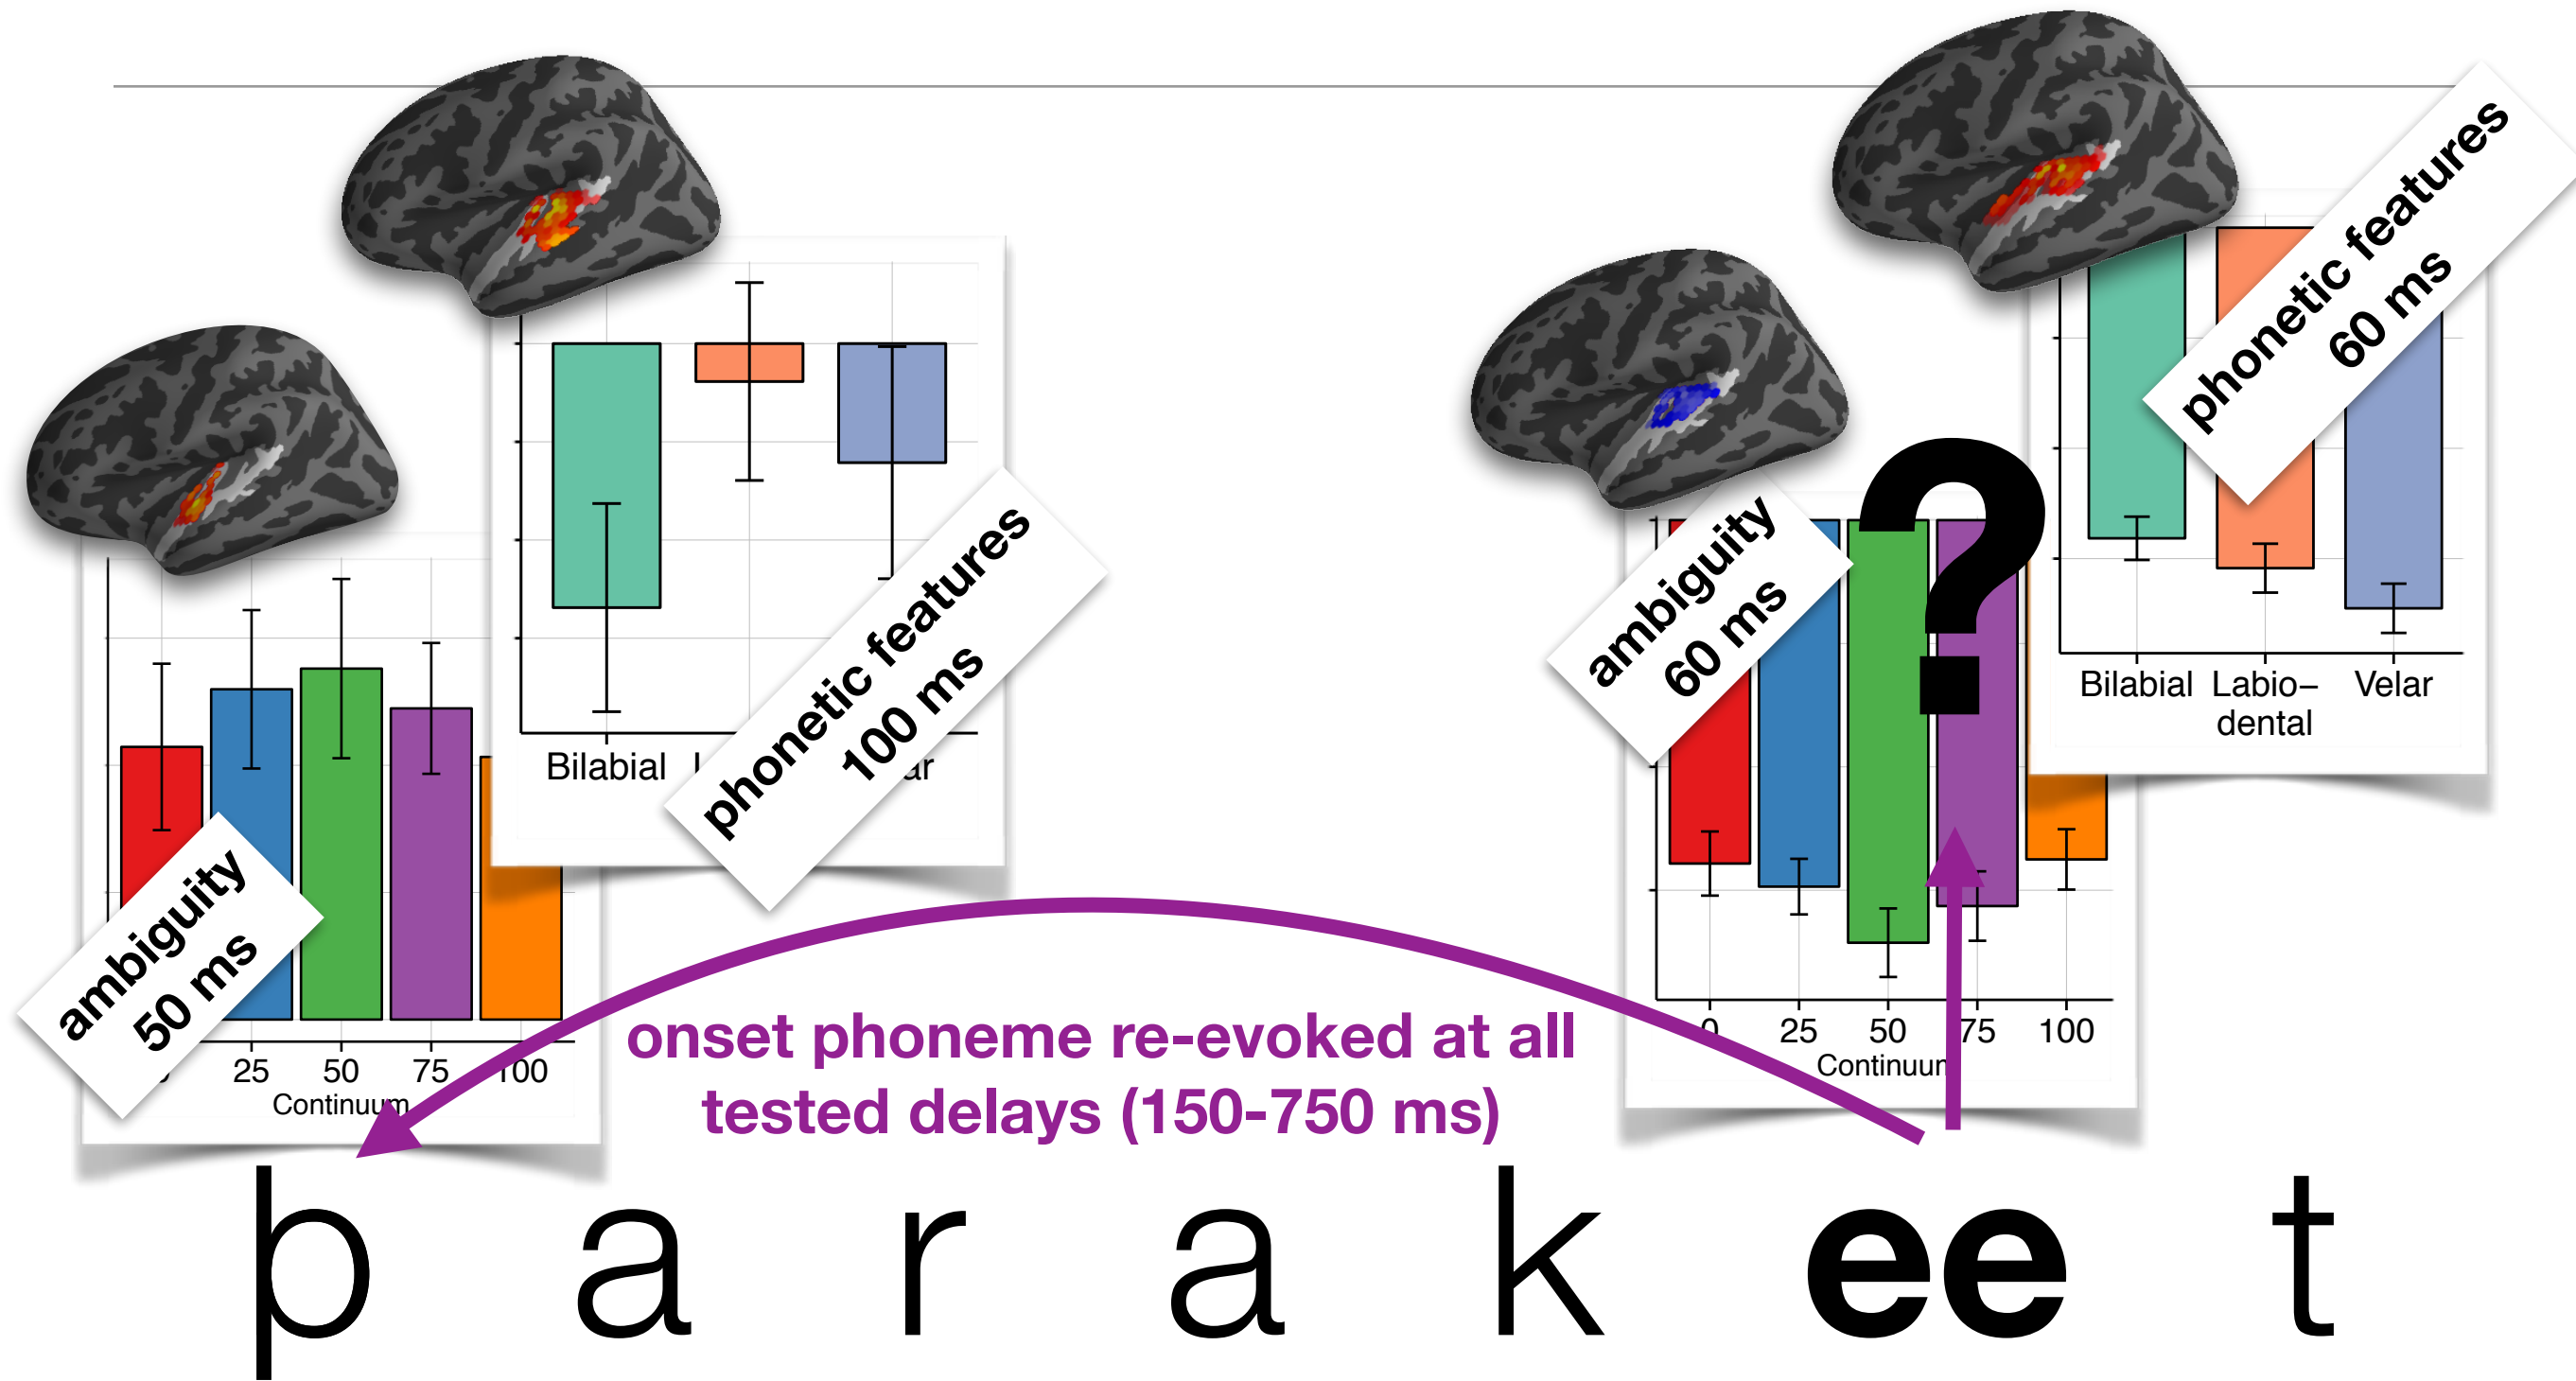 phonetic features
60 ms
phonetic features
100 ms
ambiguity
60 ms
ambiguity
50 ms
Bilabial
Bilabial Labio– Velar
dental
25 50 75 100
Continuum
0 25 50 75 100
Continuum
?
onset phoneme re-evoked at all
tested delays (150-750 ms)
p a r a k ee t